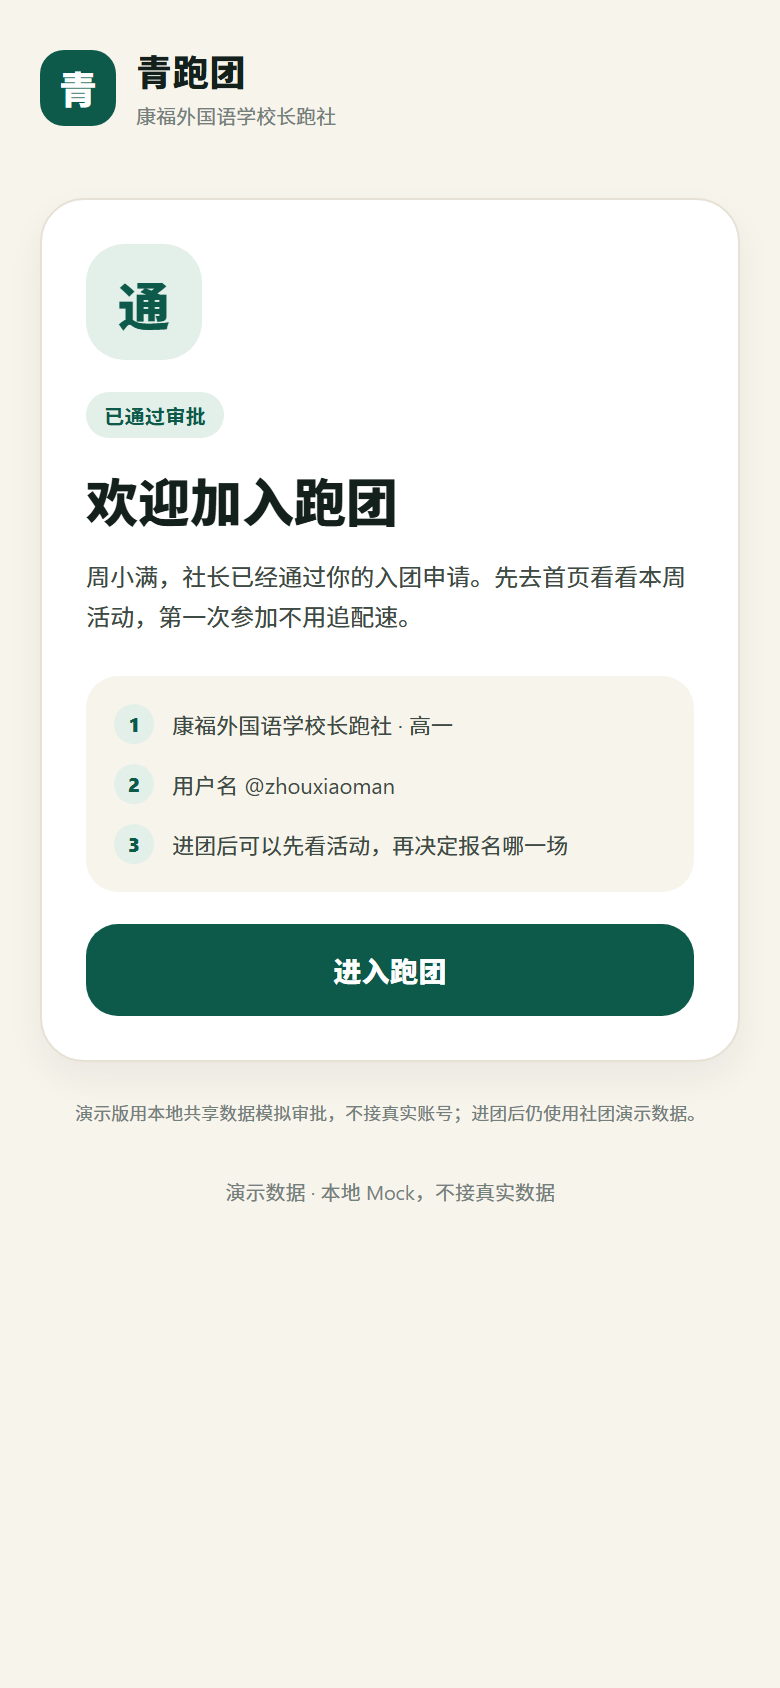 青
青跑团
康福外国语学校长跑社
通
已通过审批
欢迎加入跑团
周小满，社长已经通过你的入团申请。先去首页看看本周
活动，第一次参加不用追配速。
1 康福外国语学校长跑社 · 高一
2 用户名 @zhouxiaoman
3 进团后可以先看活动，再决定报名哪一场
进入跑团
演示版用本地共享数据模拟审批，不接真实账号；进团后仍使用社团演示数据。
演示数据 · 本地 Mock，不接真实数据